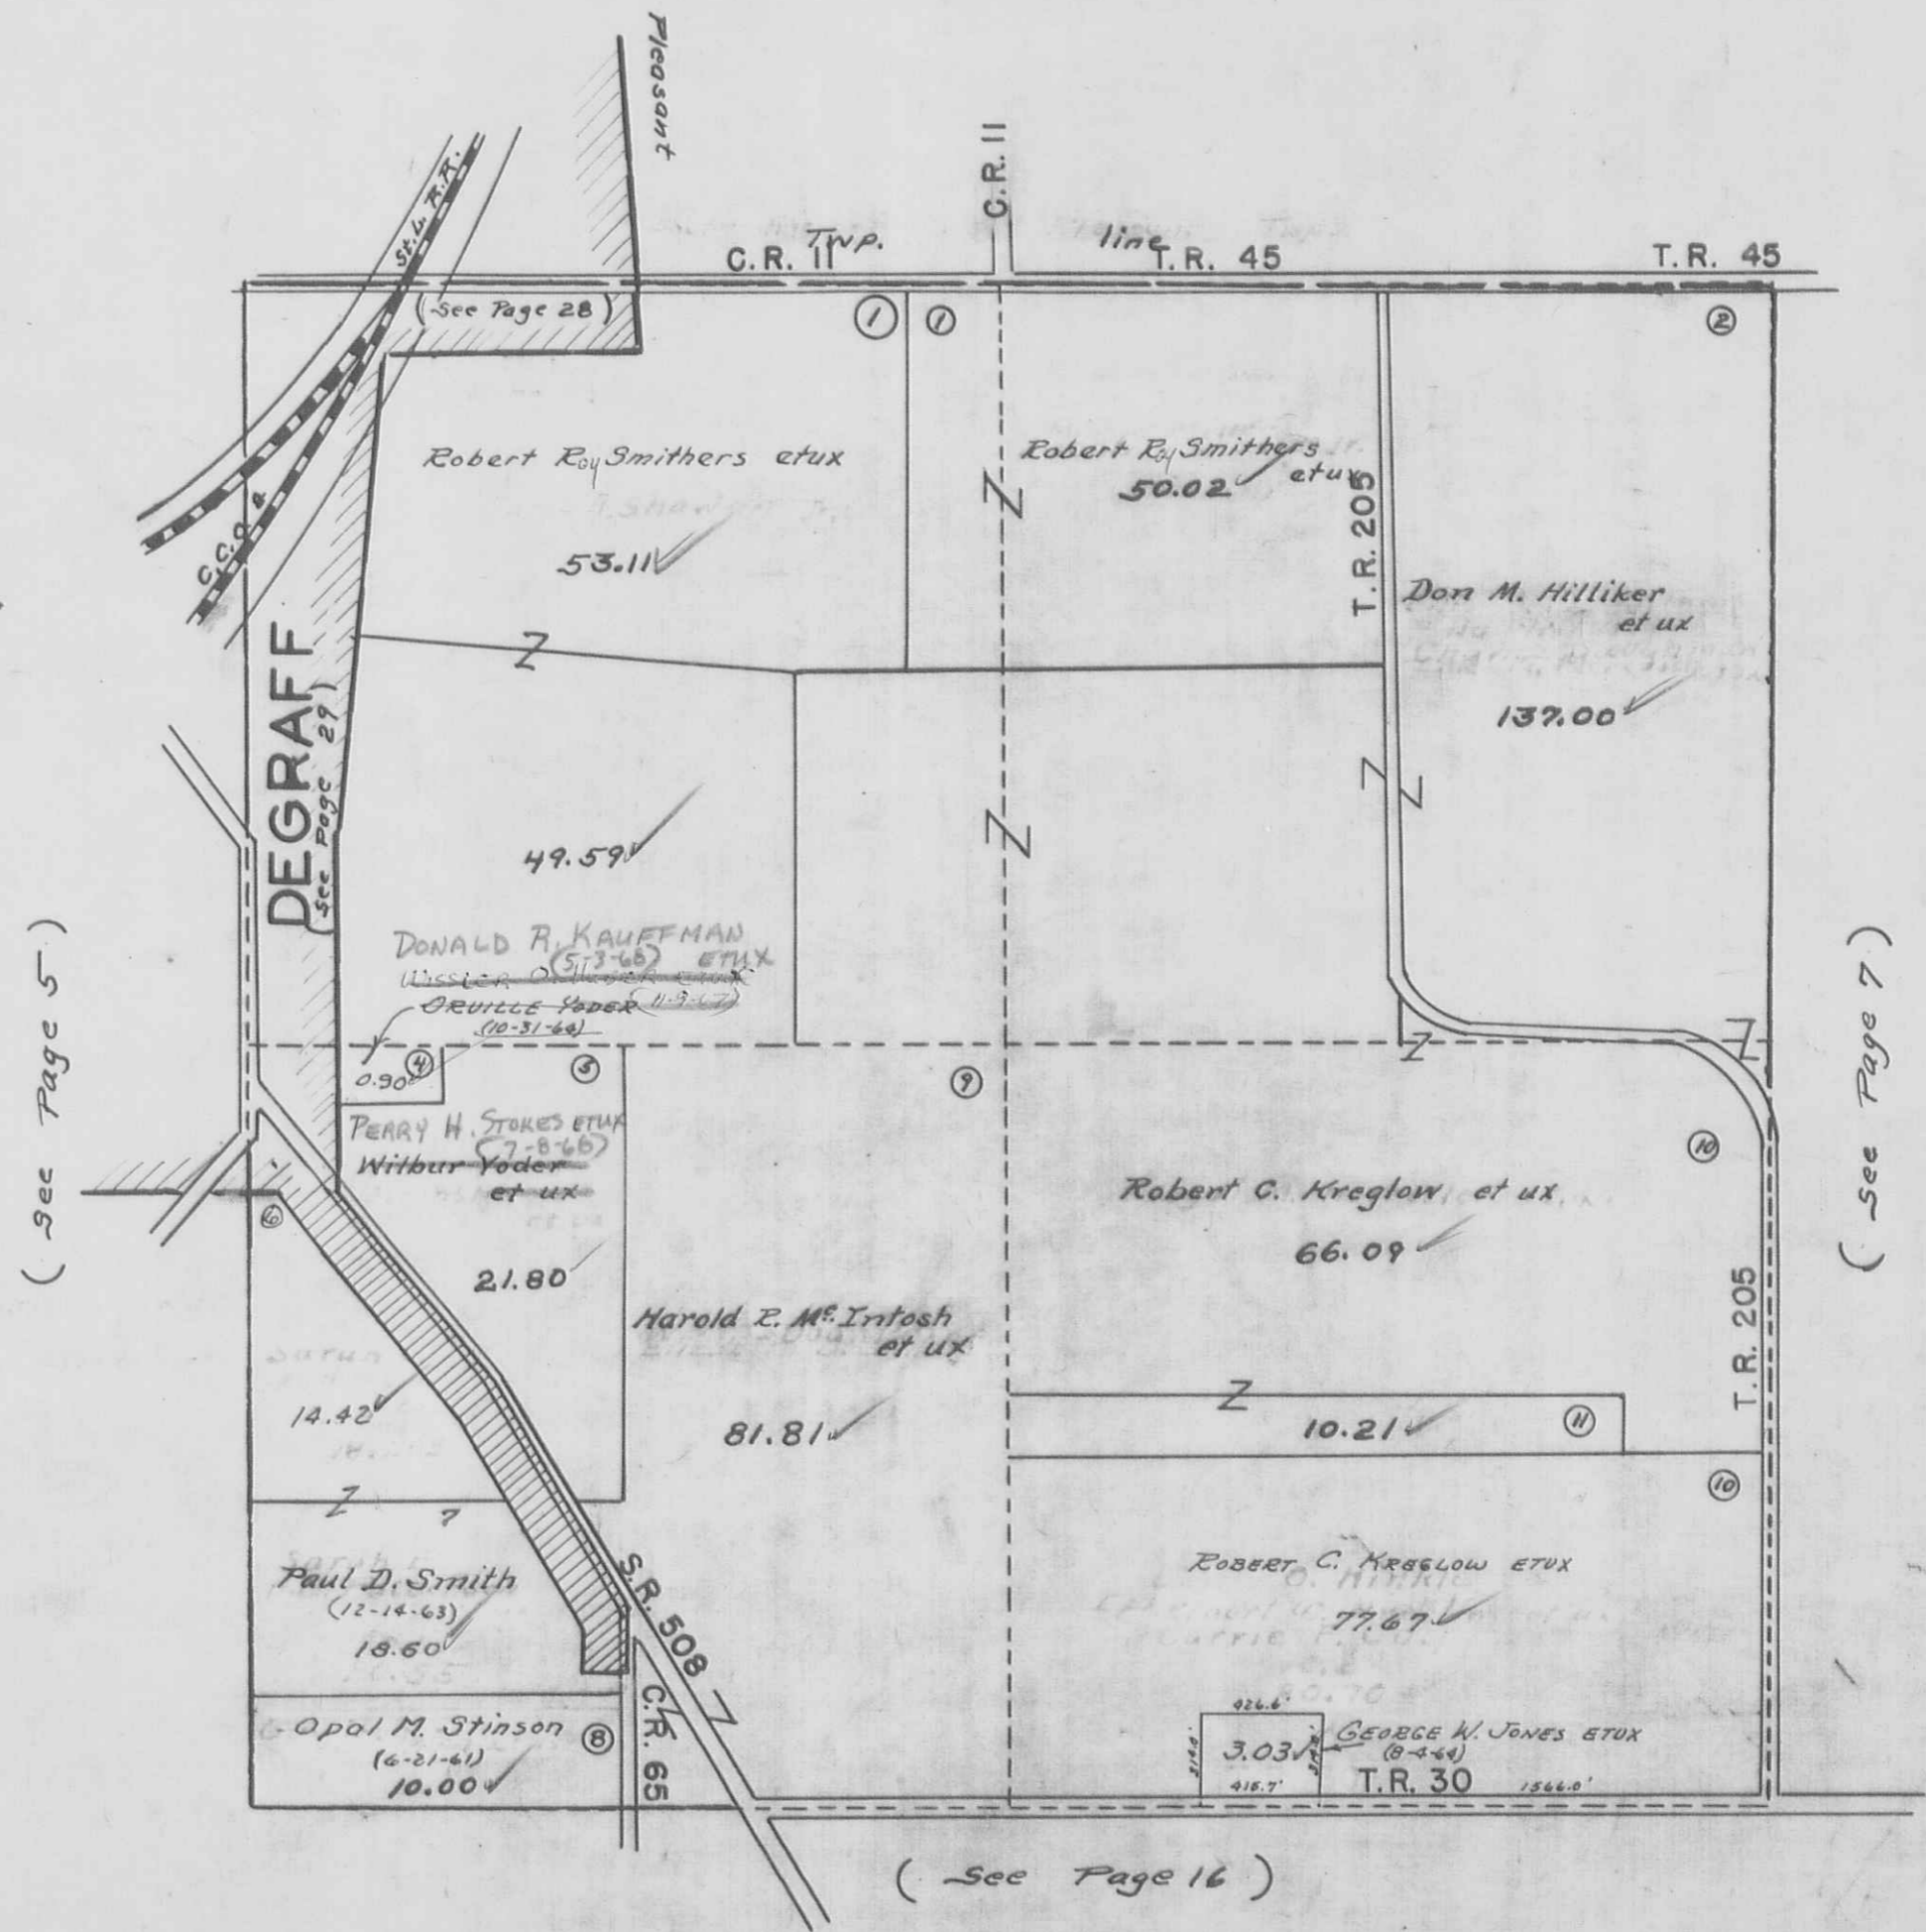 Pleasant
C.R. 11
St.L. R.R.
Twp.
line
C.R. 11
T.R. 45
T.R. 45
(See Page 28)
1
1
2
Robert Roy Smithers etux
53.11
Robert Roy Smithers
etux
50.02
T.R. 205
Don M. Hilliker
et ux
137.00
C.C.C. &
DEGRAFF
(see Page 29)
49.59
DONALD R. KAUFFMAN
(5-3-68) ETUX
ORVILLE YODER (11-9-67)
(10-31-64)
(see Page 5)
(see Page 7)
0.90
4
5
9
10
PERRY H. STOKES ETUX
(7-8-66)
Wilbur Yoder
et ux
21.80
6
Robert C. Kreglow et ux
66.09
T.R. 205
Harold R. McIntosh
et ux
81.81
14.42
10.21
11
10
7
Paul D. Smith
(12-14-63)
18.60
S.R. 508
ROBERT C. KREGLOW ETUX
77.67
Opal M. Stinson
(6-21-61)
10.00
8
C.R. 65
426.6'
3.03
415.7'
GEORGE W. JONES ETUX
(8-4-64)
T.R. 30
1566.0'
(See Page 16)